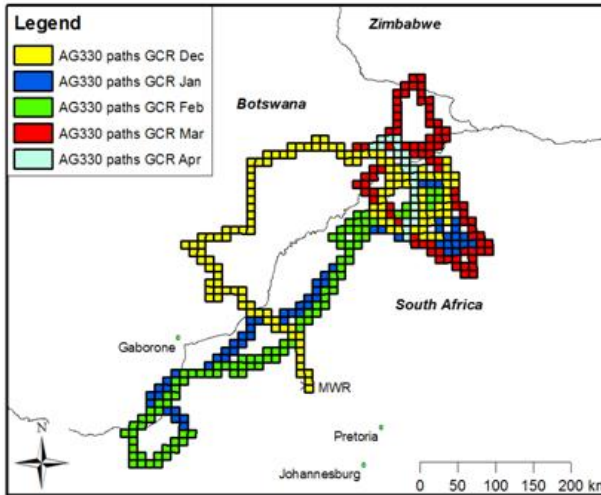 Legend
AG330 paths GCR Dec
AG330 paths GCR Jan
AG330 paths GCR Feb
AG330 paths GCR Mar
AG330 paths GCR Apr
Zimbabwe
Botswana
South Africa
Gaborone
MWR
Pretoria
Johannesburg
N
0 50 100 150 200 km